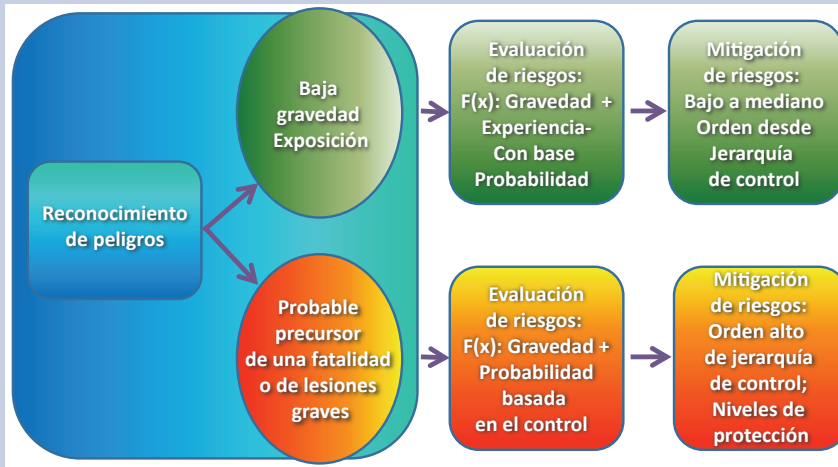 Reconocimiento
de peligros
Baja
gravedad
Exposición
Evaluación
de riesgos:
F(x): Gravedad +
Experiencia-
Con base
Probabilidad
Mitigación
de riesgos:
Bajo a mediano
Orden desde
Jerarquía
de control
Probable
precursor
de una fatalidad
o de lesiones
graves
Evaluación
de riesgos:
F(x): Gravedad +
Probabilidad
basada
en el control
Mitigación
de riesgos:
Orden alto
de jerarquía
de control;
Niveles de
protección